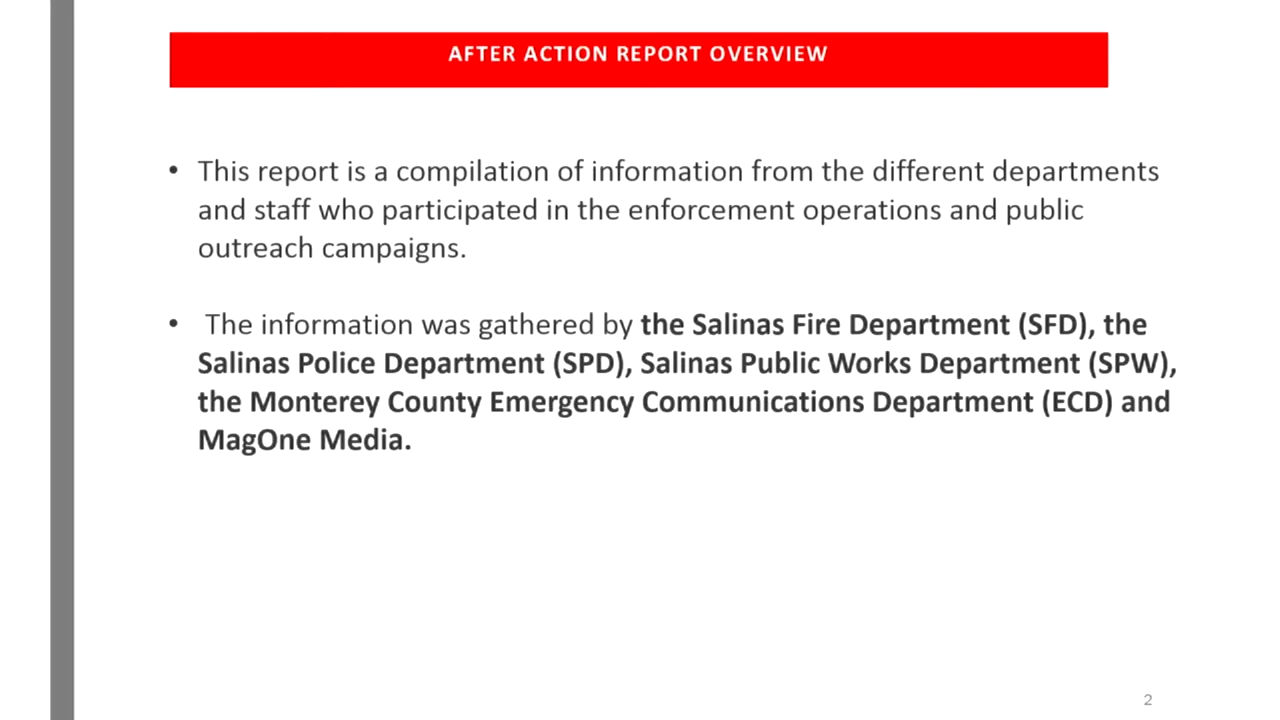 AFTER ACTION REPORT OVERVIEW
• This report is a compilation of information from the different departments
and staff who participated in the enforcement operations and public
outreach campaigns.
• The information was gathered by the Salinas Fire Department (SFD), the
Salinas Police Department (SPD), Salinas Public Works Department (SPW),
the Monterey County Emergency Communications Department (ECD) and
MagOne Media.
2